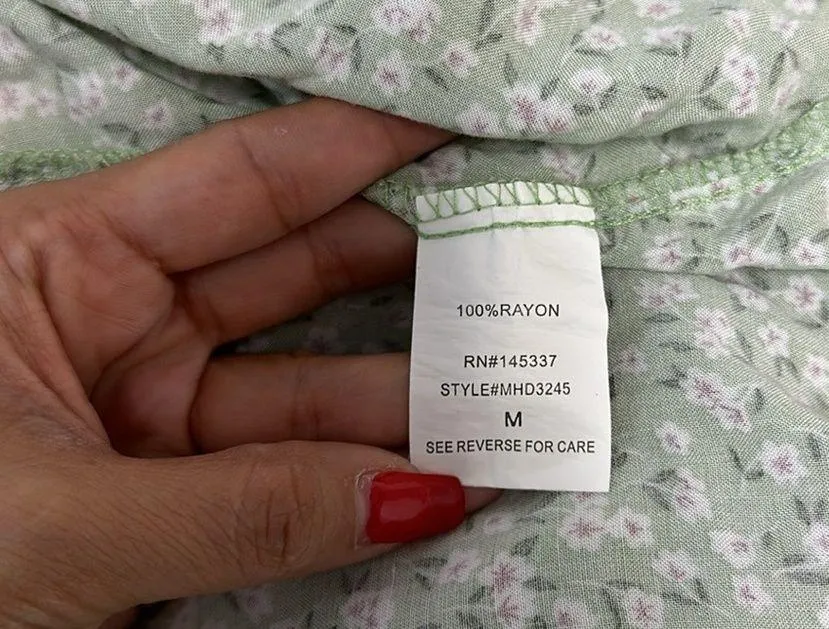 100%RAYON
RN#145337
STYLE#MHD3245
M
SEE REVERSE FOR CARE